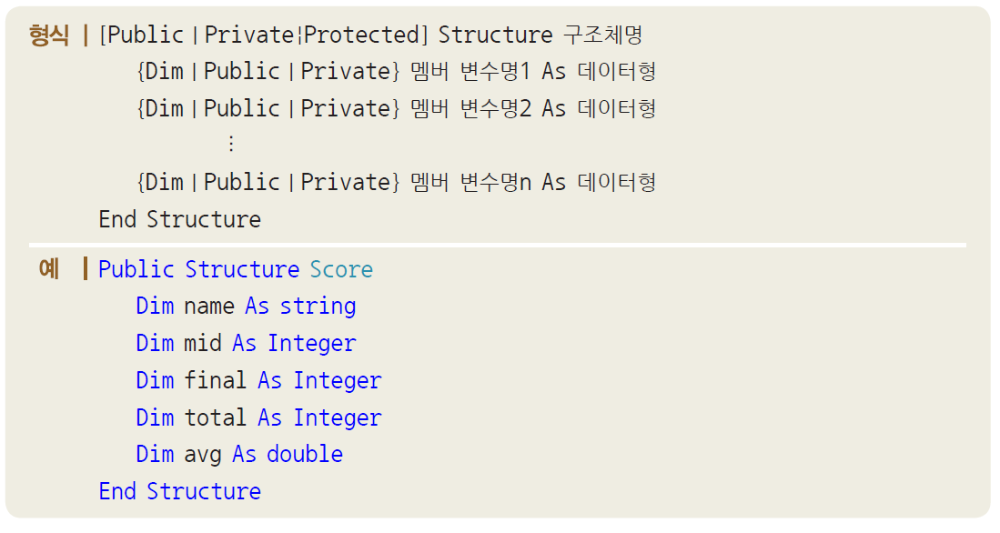 형식 | [Public | Private¦Protected] Structure 구조체명
{Dim | Public | Private} 멤버 변수명1 As 데이터형
{Dim | Public | Private} 멤버 변수명2 As 데이터형
⋮
{Dim | Public | Private} 멤버 변수명n As 데이터형
End Structure
예 | Public Structure Score
Dim name As string
Dim mid As Integer
Dim final As Integer
Dim total As Integer
Dim avg As double
End Structure